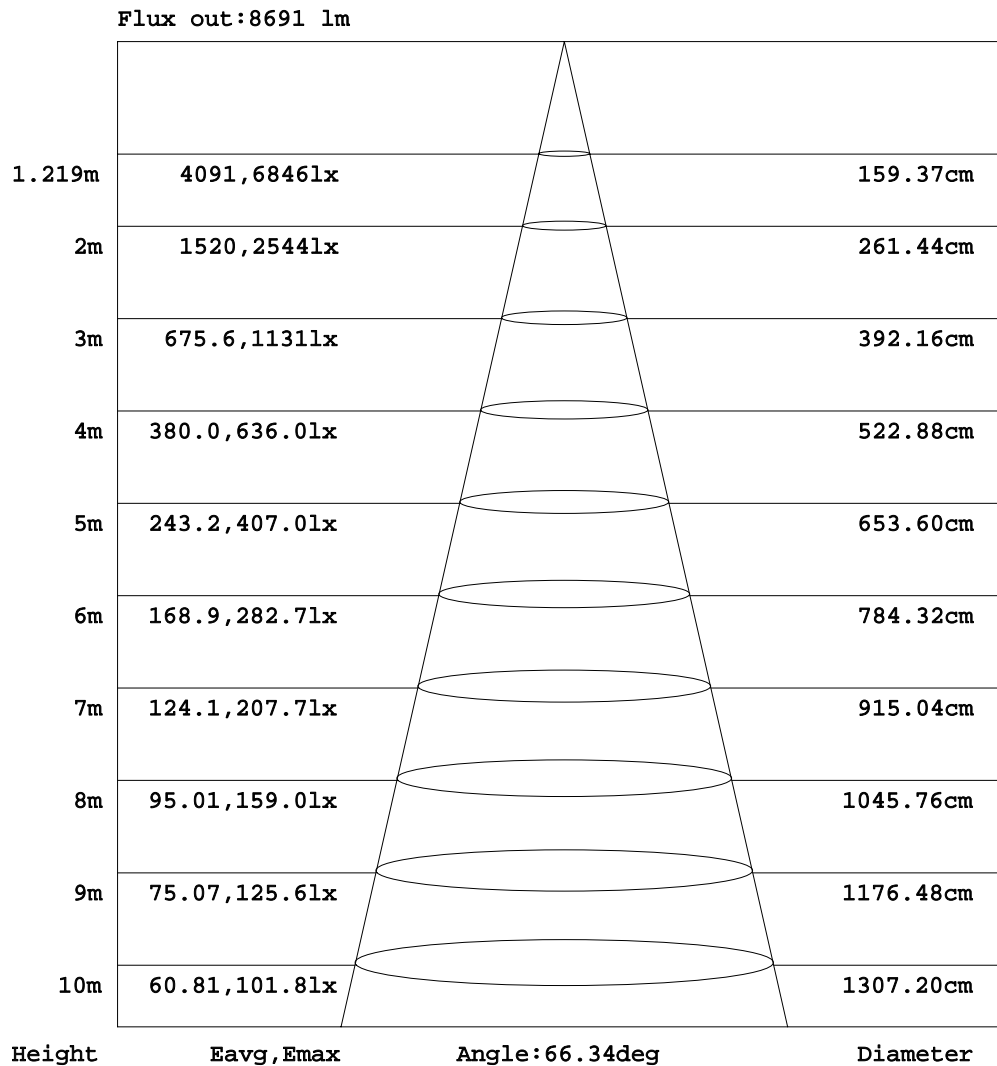 Flux out:8691 lm
1.219m 4091,6846lx 159.37cm
2m 1520,2544lx 261.44cm
3m 675.6,1131lx 392.16cm
4m 380.0,636.0lx 522.88cm
5m 243.2,407.0lx 653.60cm
6m 168.9,282.7lx 784.32cm
7m 124.1,207.7lx 915.04cm
8m 95.01,159.0lx 1045.76cm
9m 75.07,125.6lx 1176.48cm
10m 60.81,101.8lx 1307.20cm
Height Eavg,Emax Angle:66.34deg Diameter